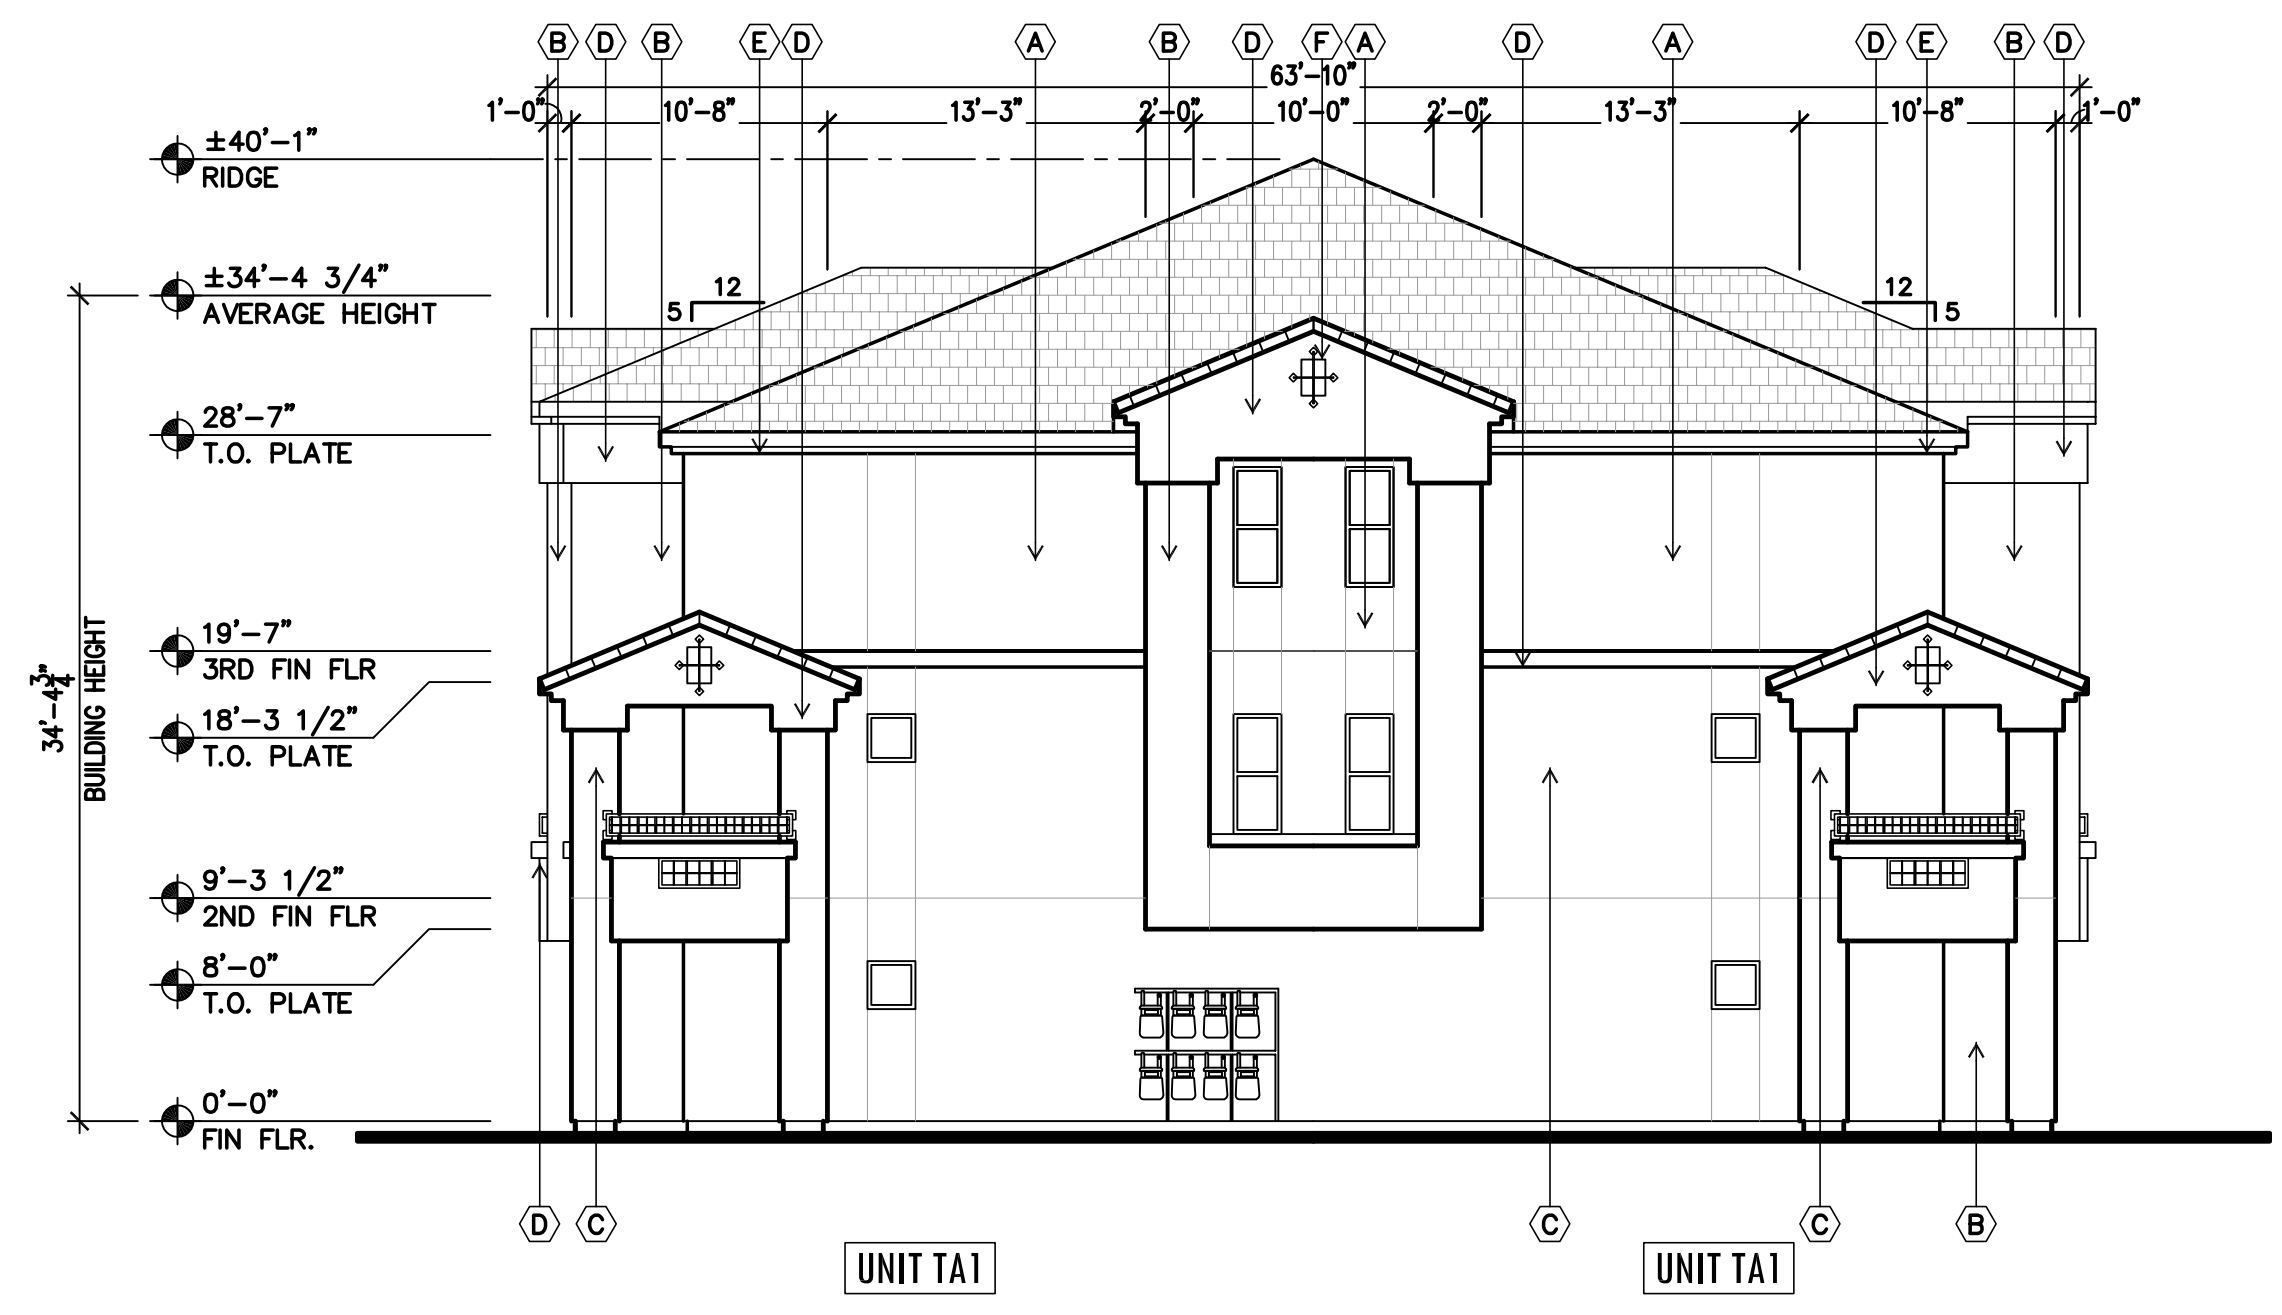 B D B E D A B D F A D A D E B D
63'-10"
1'-0" 10'-8" 13'-3" 2'-0" 10'-0" 2'-0" 13'-3" 10'-8" 1'-0"
±40'-1"
RIDGE
±34'-4 3/4"
AVERAGE HEIGHT
12
5
12
5
28'-7"
T.O. PLATE
19'-7"
3RD FIN FLR
18'-3 1/2"
T.O. PLATE
34'-4 3/4"
BUILDING HEIGHT
9'-3 1/2"
2ND FIN FLR
8'-0"
T.O. PLATE
0'-0"
FIN FLR.
D C C C B
UNIT TA1 UNIT TA1